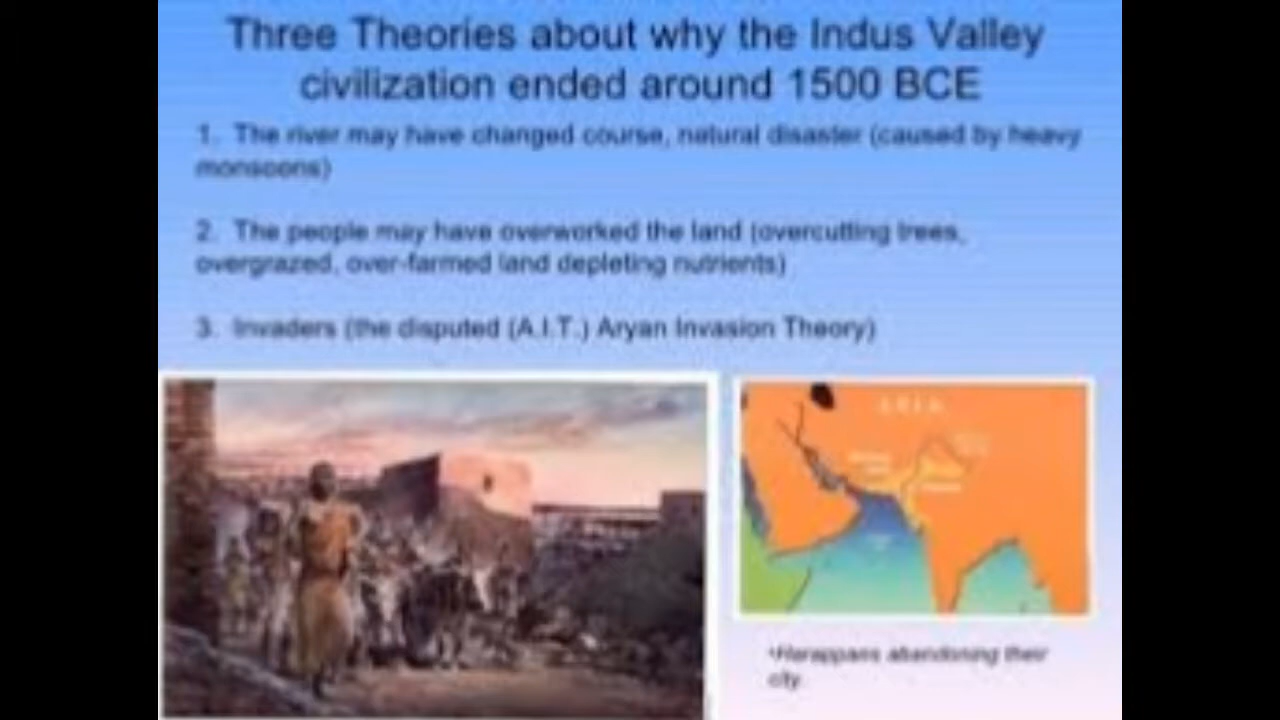 Three Theories about why the Indus Valley
civilization ended around 1500 BCE
1. The river may have changed course, natural disaster (caused by heavy
monsoons)
2. The people may have overworked the land (overcutting trees,
overgrazed, over-farmed land depleting nutrients)
3. Invaders (the disputed (A.I.T.) Aryan Invasion Theory)
•Harappans abandoning their
city.